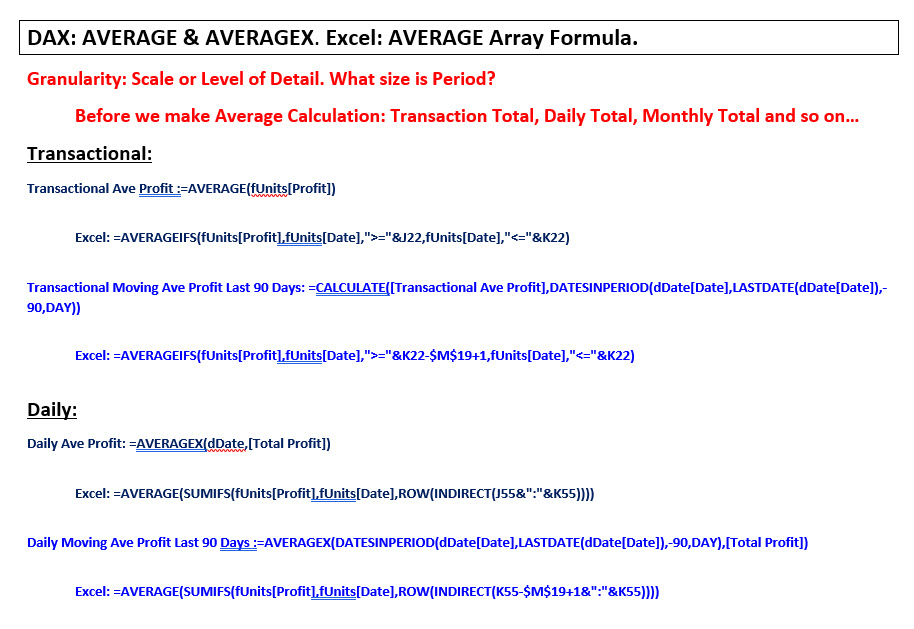 DAX: AVERAGE & AVERAGEX. Excel: AVERAGE Array Formula.
Granularity: Scale or Level of Detail. What size is Period?
Before we make Average Calculation: Transaction Total, Daily Total, Monthly Total and so on...
Transactional:
Transactional Ave Profit :=AVERAGE(fUnits[Profit])
Excel: =AVERAGEIFS(fUnits[Profit],fUnits[Date],">="&J22,fUnits[Date],"<="&K22)
Transactional Moving Ave Profit Last 90 Days: =CALCULATE([Transactional Ave Profit],DATESINPERIOD(dDate[Date],LASTDATE(dDate[Date]),-
90,DAY))
Excel: =AVERAGEIFS(fUnits[Profit],fUnits[Date],">="&K22-$M$19+1,fUnits[Date],"<="&K22)
Daily:
Daily Ave Profit: =AVERAGEX(dDate,[Total Profit])
Excel: =AVERAGE(SUMIFS(fUnits[Profit],fUnits[Date],ROW(INDIRECT(J55&":"&K55))))
Daily Moving Ave Profit Last 90 Days :=AVERAGEX(DATESINPERIOD(dDate[Date],LASTDATE(dDate[Date]),-90,DAY),[Total Profit])
Excel: =AVERAGE(SUMIFS(fUnits[Profit],fUnits[Date],ROW(INDIRECT(K55-$M$19+1&":"&K55))))